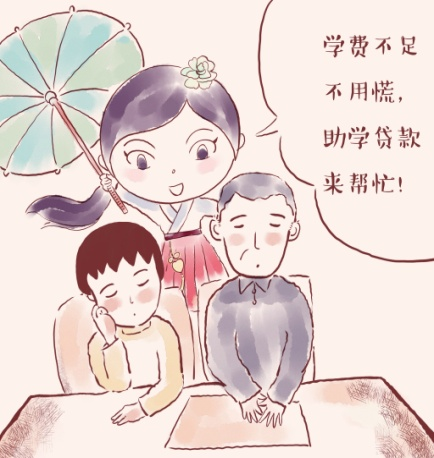 学费不足
不用慌，
助学贷款
来帮忙！